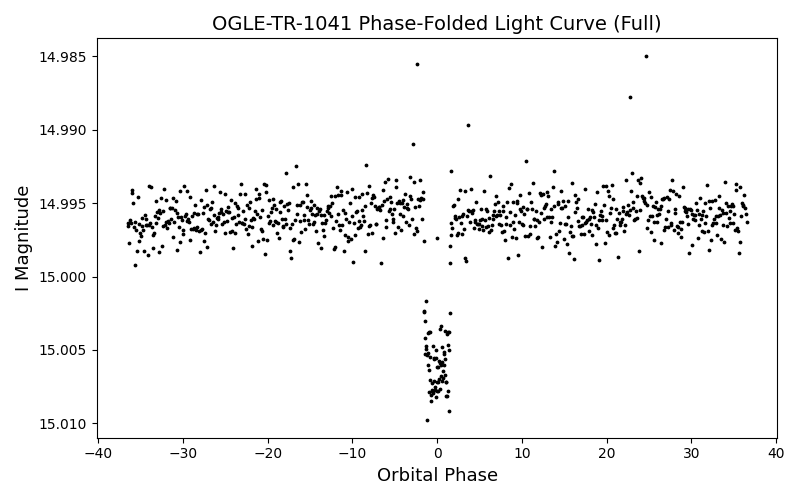 OGLE-TR-1041 Phase-Folded Light Curve (Full)
14.985
14.990
14.995
15.000
15.005
15.010
I Magnitude
−40 −30 −20 −10 0 10 20 30 40
Orbital Phase